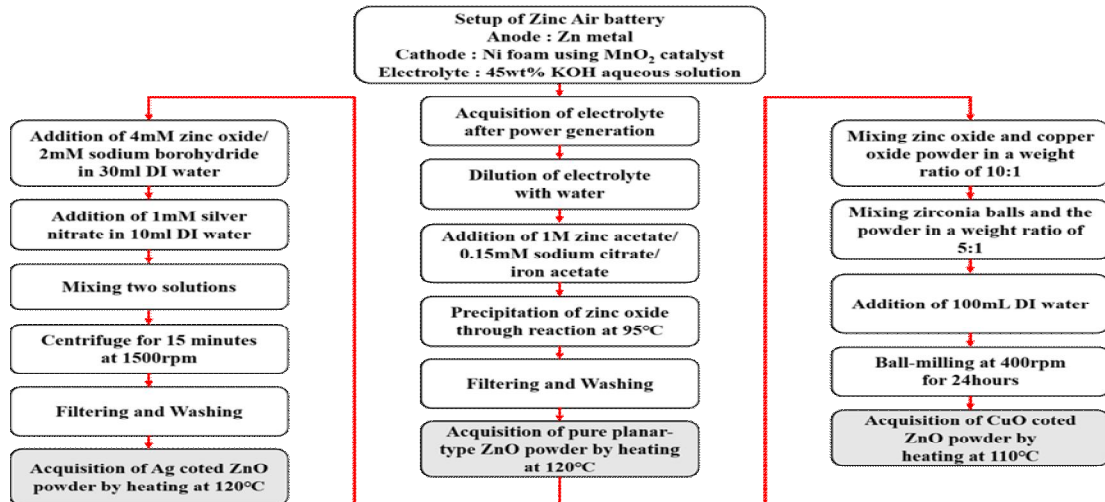 Setup of Zinc Air battery
Anode : Zn metal
Cathode : Ni foam using MnO₂ catalyst
Electrolyte : 45wt% KOH aqueous solution
Addition of 4mM zinc oxide/
2mM sodium borohydride
in 30ml DI water
Addition of 1mM silver
nitrate in 10ml DI water
Mixing two solutions
Centrifuge for 15 minutes
at 1500rpm
Filtering and Washing
Acquisition of Ag coted ZnO
powder by heating at 120°C
Acquisition of electrolyte
after power generation
Dilution of electrolyte
with water
Addition of 1M zinc acetate/
0.15mM sodium citrate/
iron acetate
Precipitation of zinc oxide
through reaction at 95°C
Filtering and Washing
Acquisition of pure planar-
type ZnO powder by heating
at 120°C
Mixing zinc oxide and copper
oxide powder in a weight
ratio of 10:1
Mixing zirconia balls and the
powder in a weight ratio of
5:1
Addition of 100mL DI water
Ball-milling at 400rpm
for 24hours
Acquisition of CuO coted
ZnO powder by
heating at 110°C